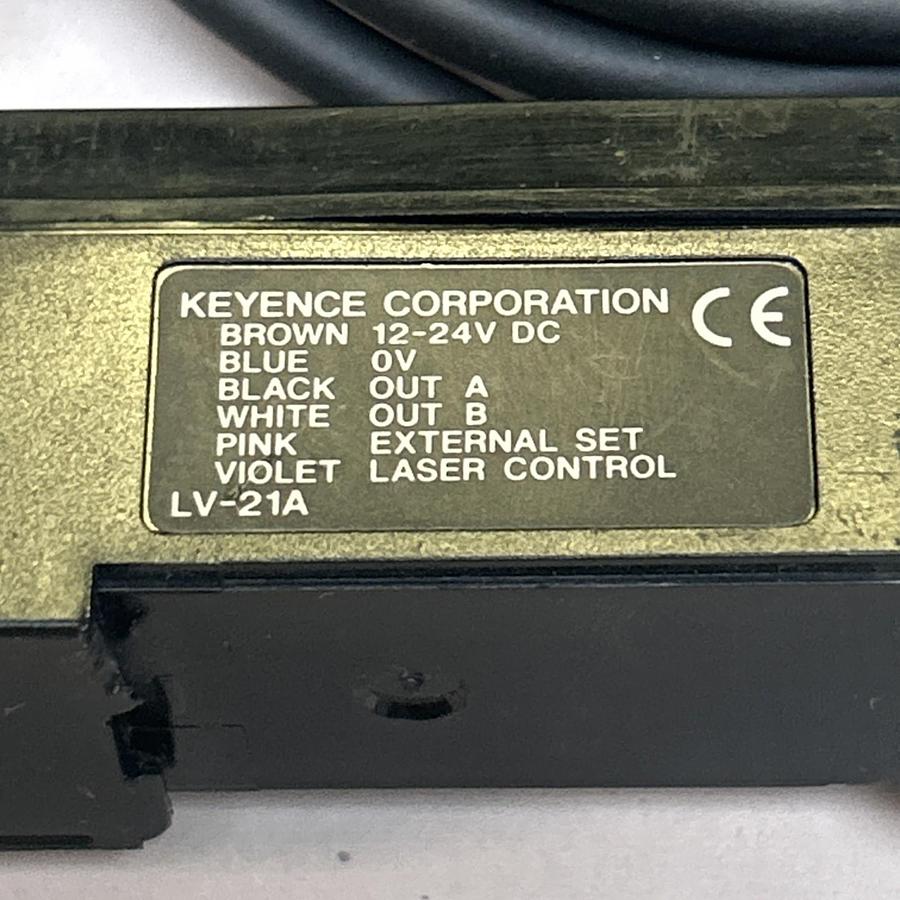 KEYENCE CORPORATION CE
BROWN 12-24V DC
BLUE 0V
BLACK OUT A
WHITE OUT B
PINK EXTERNAL SET
VIOLET LASER CONTROL
LV-21A